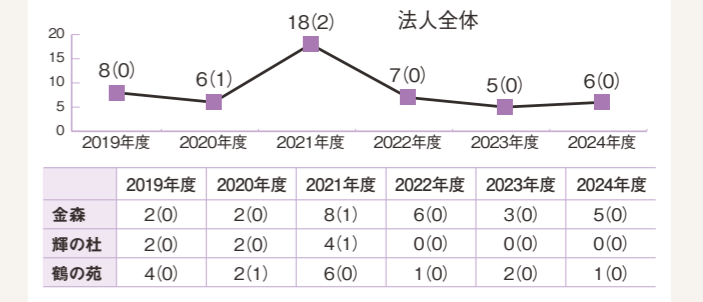 法人全体
20
15
10
5
0
8(0)
6(1)
18(2)
7(0)
5(0)
6(0)
2019年度 2020年度 2021年度 2022年度 2023年度 2024年度
2019年度 2020年度 2021年度 2022年度 2023年度 2024年度
金森 2(0) 2(0) 8(1) 6(0) 3(0) 5(0)
輝の杜 2(0) 2(0) 4(1) 0(0) 0(0) 0(0)
鶴の苑 4(0) 2(1) 6(0) 1(0) 2(0) 1(0)